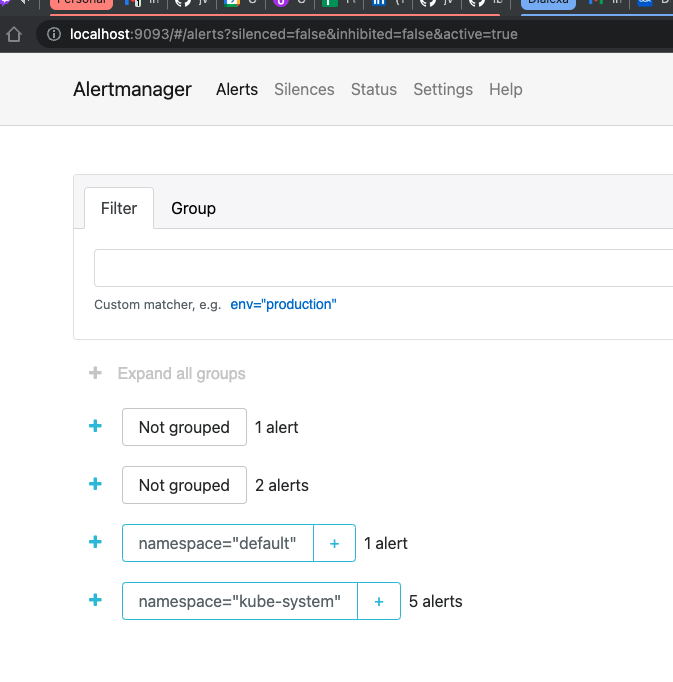 Personal
Dialexa
localhost:9093/#/alerts?silenced=false&inhibited=false&active=true
Alertmanager Alerts Silences Status Settings Help
Filter Group
Custom matcher, e.g. env="production"
+ Expand all groups
+ Not grouped 1 alert
+ Not grouped 2 alerts
+ namespace="default" + 1 alert
+ namespace="kube-system" + 5 alerts